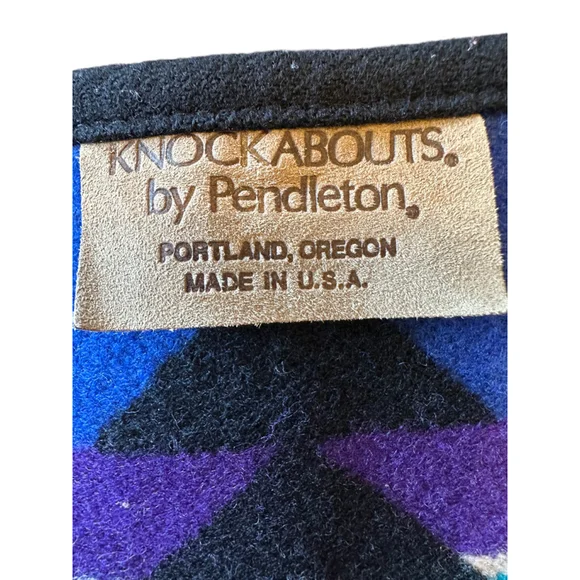 KNOCKABOUTS®
by Pendleton®
PORTLAND, OREGON
MADE IN U.S.A.